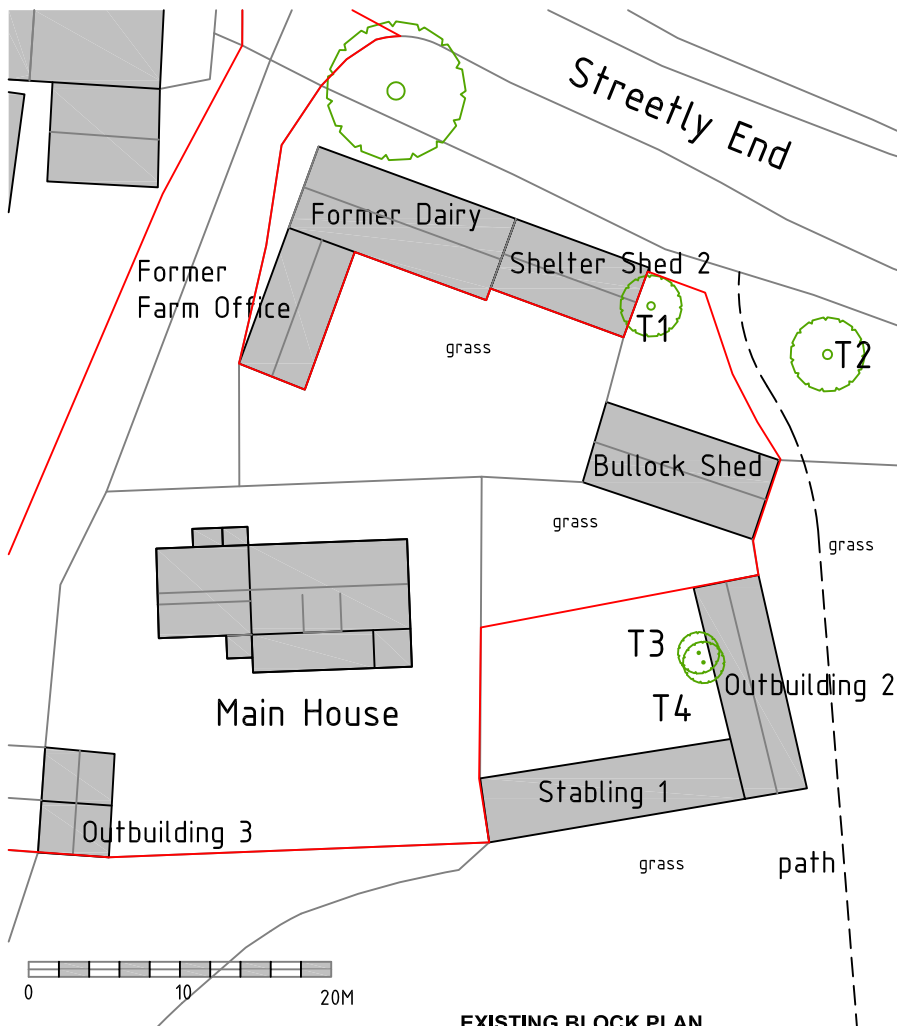 Streetly End
Former Dairy
Shelter Shed 2
Former
Farm Office
T1
T2
grass
Bullock Shed
grass
grass
T3
T4
Outbuilding 2
Main House
Stabling 1
Outbuilding 3
grass
path
0
10
20M
EXISTING BLOCK PLAN